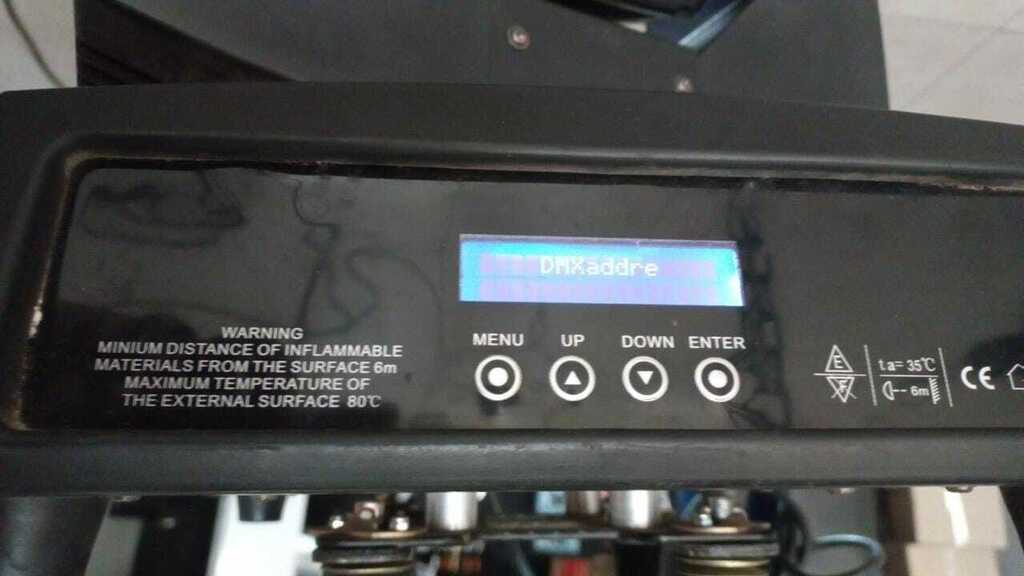 DMXaddre
MENU UP DOWN ENTER
WARNING
MINIUM DISTANCE OF INFLAMMABLE
MATERIALS FROM THE SURFACE 6m
MAXIMUM TEMPERATURE OF
THE EXTERNAL SURFACE 80℃
E
F
t.a= 35℃
6m
CE